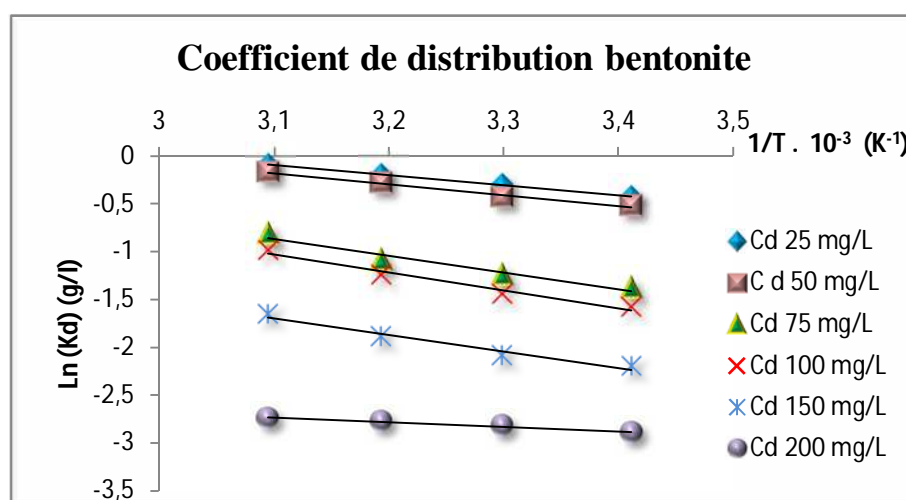 Coefficient de distribution bentonite
3 3,1 3,2 3,3 3,4 3,5
1/T . 10⁻³ (K⁻¹)
0
-0,5
-1
-1,5
-2
-2,5
-3
-3,5
Ln (Kd) (g/l)
Cd 25 mg/L
C d 50 mg/L
Cd 75 mg/L
Cd 100 mg/L
Cd 150 mg/L
Cd 200 mg/L